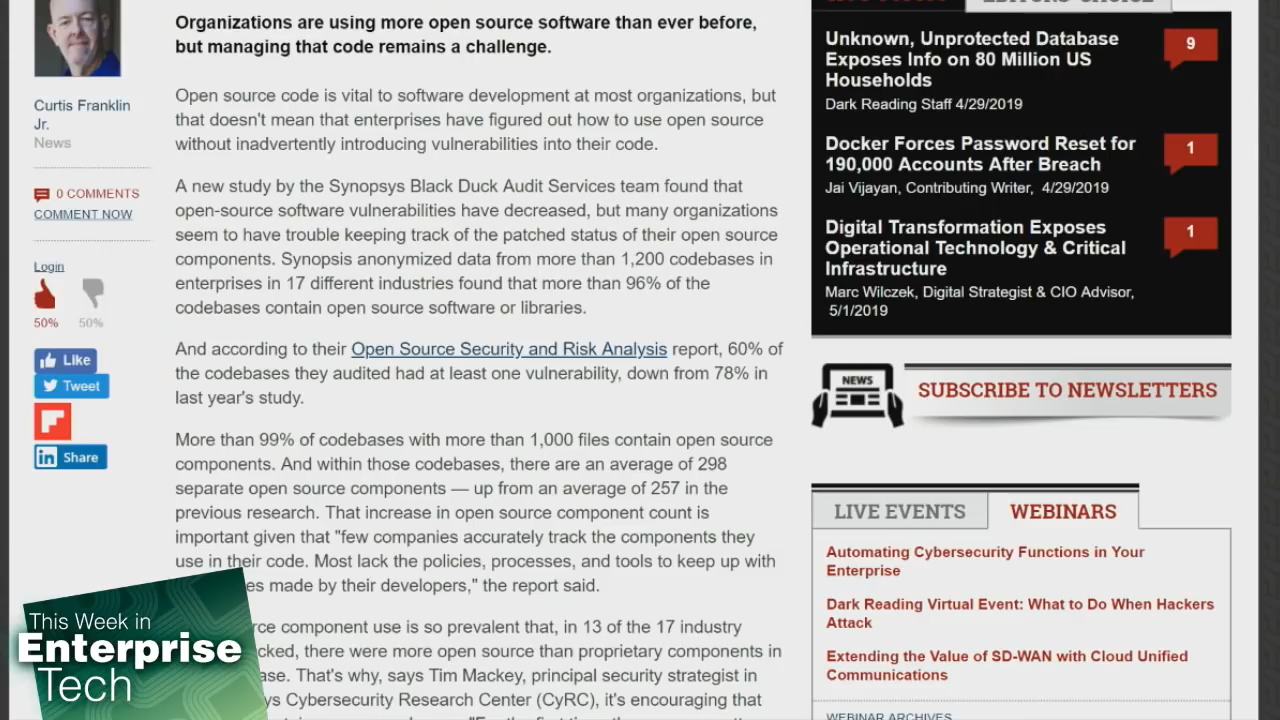 Organizations are using more open source software than ever before,
but managing that code remains a challenge.
Curtis Franklin
Jr.
News
0 COMMENTS
COMMENT NOW
Login
50% 50%
Like
Tweet
in Share
Open source code is vital to software development at most organizations, but
that doesn't mean that enterprises have figured out how to use open source
without inadvertently introducing vulnerabilities into their code.
A new study by the Synopsys Black Duck Audit Services team found that
open-source software vulnerabilities have decreased, but many organizations
seem to have trouble keeping track of the patched status of their open source
components. Synopsis anonymized data from more than 1,200 codebases in
enterprises in 17 different industries found that more than 96% of the
codebases contain open source software or libraries.
And according to their Open Source Security and Risk Analysis report, 60% of
the codebases they audited had at least one vulnerability, down from 78% in
last year's study.
More than 99% of codebases with more than 1,000 files contain open source
components. And within those codebases, there are an average of 298
separate open source components — up from an average of 257 in the
previous research. That increase in open source component count is
important given that "few companies accurately track the components they
use in their code. Most lack the policies, processes, and tools to keep up with
made by their developers," the report said.
component use is so prevalent that, in 13 of the 17 industry
there were more open source than proprietary components in
That's why, says Tim Mackey, principal security strategist in
Cybersecurity Research Center (CyRC), it's encouraging that
This Week in
Enterprise
Tech
EDITORS' CHOICE
Unknown, Unprotected Database
Exposes Info on 80 Million US
Households
9
Dark Reading Staff 4/29/2019
Docker Forces Password Reset for
190,000 Accounts After Breach
1
Jai Vijayan, Contributing Writer, 4/29/2019
Digital Transformation Exposes
Operational Technology & Critical
Infrastructure
1
Marc Wilczek, Digital Strategist & CIO Advisor,
5/1/2019
NEWS
SUBSCRIBE TO NEWSLETTERS
LIVE EVENTS WEBINARS
Automating Cybersecurity Functions in Your
Enterprise
Dark Reading Virtual Event: What to Do When Hackers
Attack
Extending the Value of SD-WAN with Cloud Unified
Communications
WEBINAR ARCHIVES